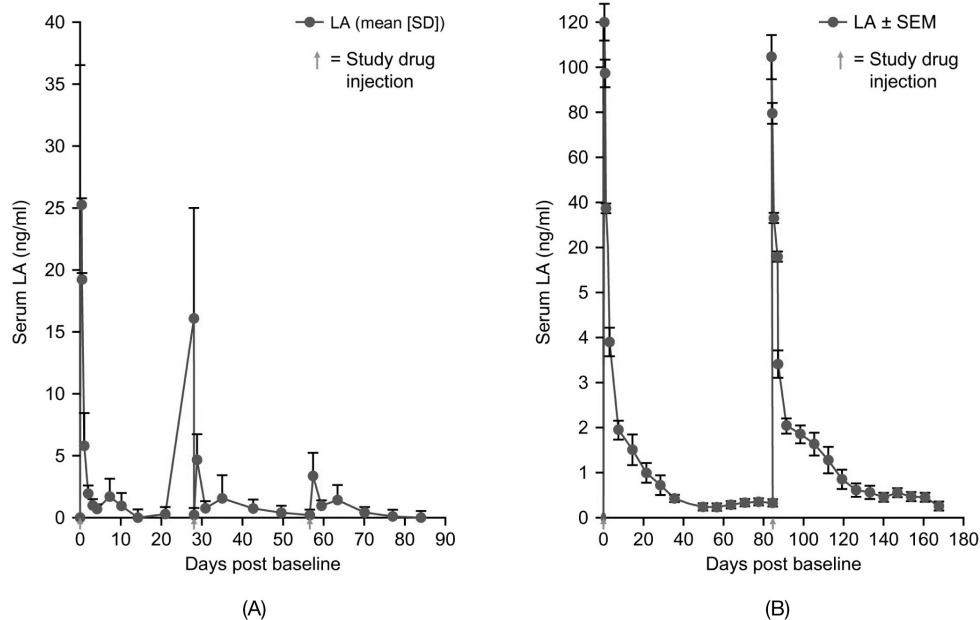 40
35
30
25
20
15
10
5
0
Serum LA (ng/ml)
0 10 20 30 40 50 60 70 80 90
Days post baseline
LA (mean [SD])
↑ = Study drug
injection
(A)
120
100
80
60
40
20
5
4
3
2
1
0
Serum LA (ng/ml)
0 20 40 60 80 100 120 140 160 180
Days post baseline
LA ± SEM
↑ = Study drug
injection
(B)